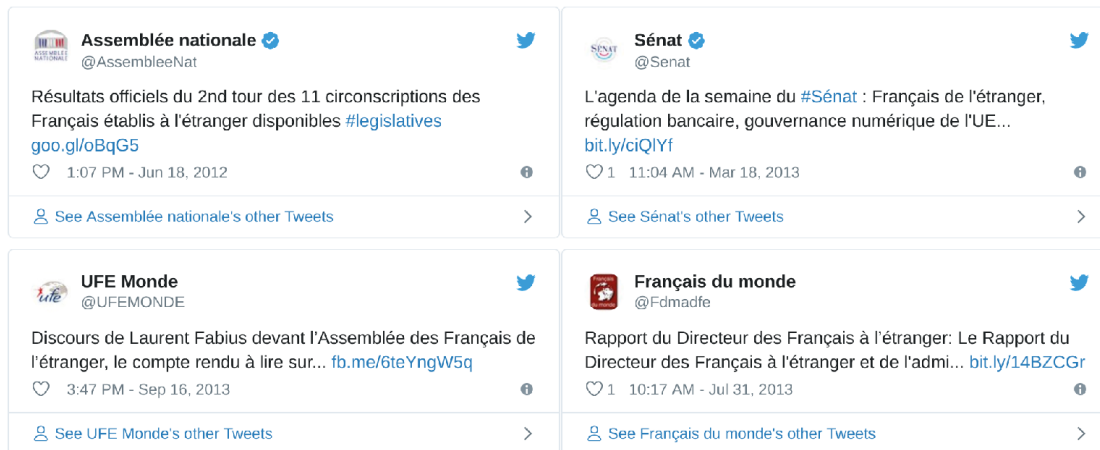 Assemblée nationale
@AssembleeNat
Résultats officiels du 2nd tour des 11 circonscriptions des
Français établis à l'étranger disponibles #legislatives
goo.gl/oBqG5
1:07 PM - Jun 18, 2012
See Assemblée nationale's other Tweets
Sénat
@Senat
L'agenda de la semaine du #Sénat : Français de l'étranger,
régulation bancaire, gouvernance numérique de l'UE...
bit.ly/ciQlYf
1 11:04 AM - Mar 18, 2013
See Sénat's other Tweets
UFE Monde
@UFEMONDE
Discours de Laurent Fabius devant l’Assemblée des Français de
l’étranger, le compte rendu à lire sur... fb.me/6teYngW5q
3:47 PM - Sep 16, 2013
See UFE Monde's other Tweets
Français du monde
@Fdmadfe
Rapport du Directeur des Français à l’étranger: Le Rapport du
Directeur des Français à l'étranger et de l'admi... bit.ly/14BZCGr
1 10:17 AM - Jul 31, 2013
See Français du monde's other Tweets